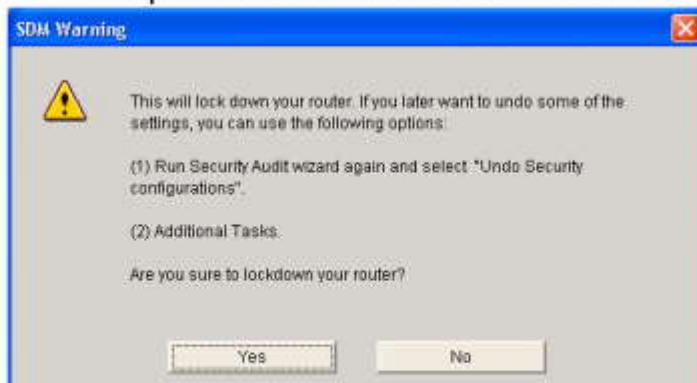 SDM Warning
This will lock down your router. If you later want to undo some of the
settings, you can use the following options:
(1) Run Security Audit wizard again and select "Undo Security
configurations".
(2) Additional Tasks.
Are you sure to lockdown your router?
Yes No